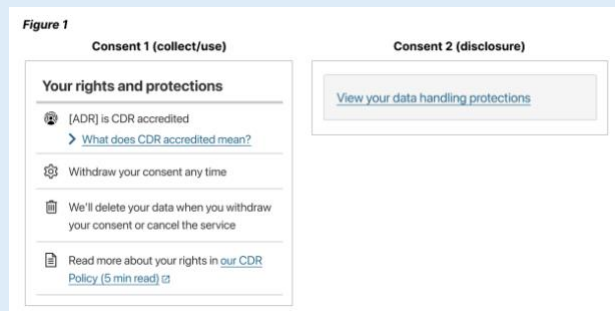 Figure 1
Consent 1 (collect/use)
Your rights and protections
[ADR] is CDR accredited
What does CDR accredited mean?
Withdraw your consent any time
We'll delete your data when you withdraw
your consent or cancel the service
Read more about your rights in our CDR
Policy (5 min read)
Consent 2 (disclosure)
View your data handling protections